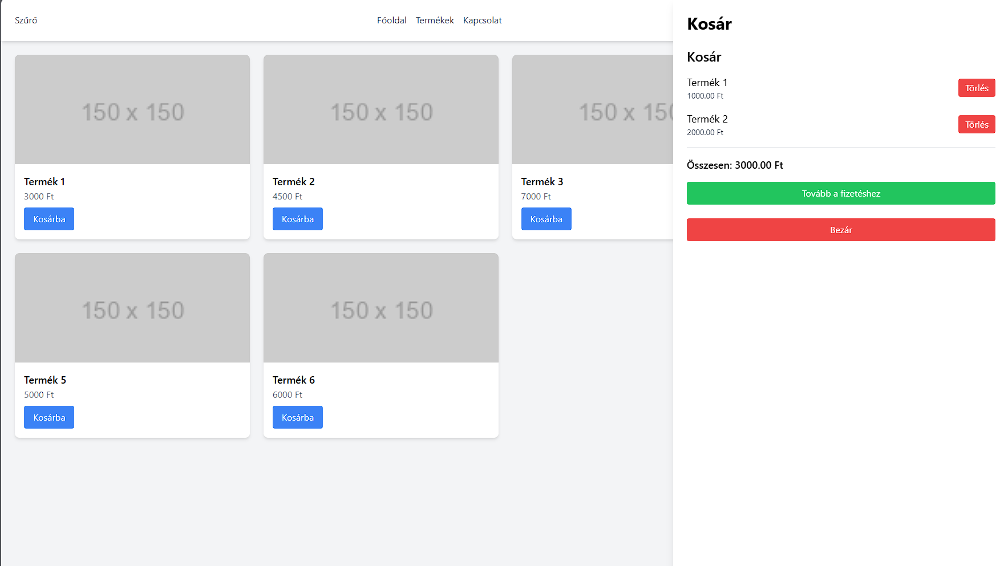 Szűrő
Főoldal Termékek Kapcsolat
150 x 150
Termék 1
3000 Ft
Kosárba
150 x 150
Termék 2
4500 Ft
Kosárba
150 x 150
Termék 3
7000 Ft
Kosárba
150 x 150
Termék 5
5000 Ft
Kosárba
150 x 150
Termék 6
6000 Ft
Kosárba
Kosár
Kosár
Termék 1
1000.00 Ft
Törlés
Termék 2
2000.00 Ft
Törlés
Összesen: 3000.00 Ft
Tovább a fizetéshez
Bezár